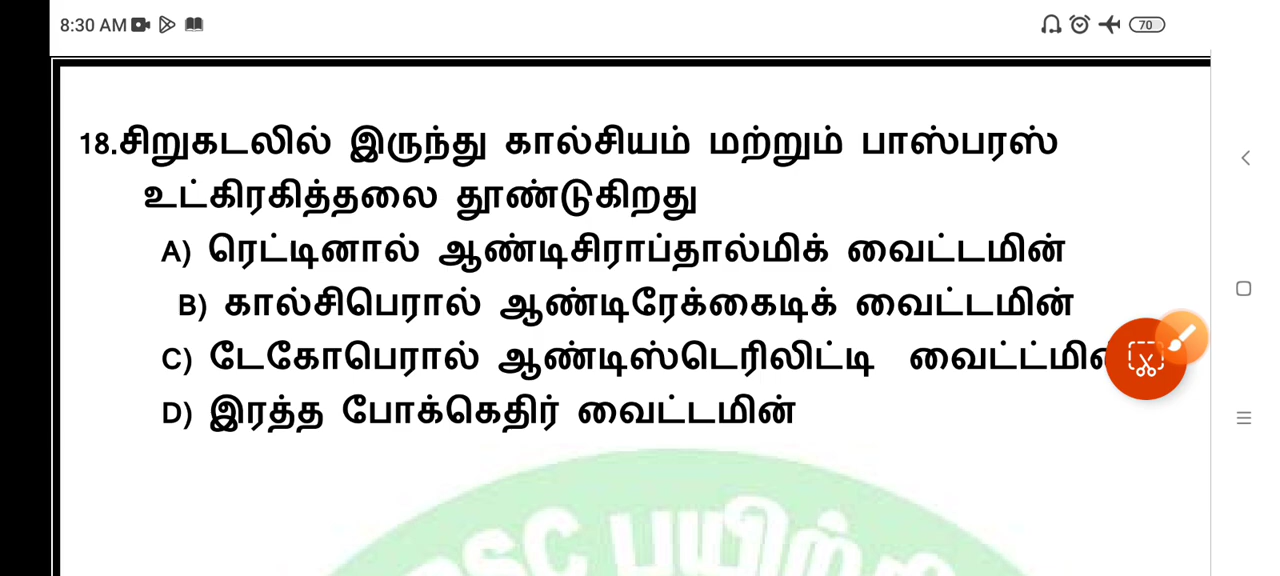 8:30 AM
70
18.சிறுகடலில் இருந்து கால்சியம் மற்றும் பாஸ்பரஸ்
உட்கிரகித்தலை தூண்டுகிறது
A) ரெட்டினால் ஆண்டிசிராப்தால்மிக் வைட்டமின்
B) கால்சிபெரால் ஆண்டிரேக்கைடிக் வைட்டமின்
C) டேகோபெரால் ஆண்டிஸ்டெரிலிட்டி
D) இரத்த போக்கெதிர் வைட்டமின்